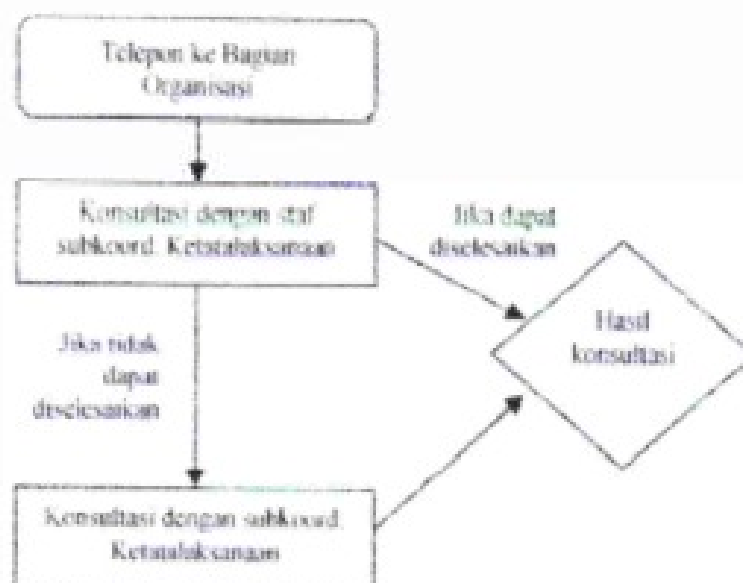 Telepon ke Bagian
Organisasi
Konsultasi dengan staf
subkoord. Ketatalaksanaan
Jika dapat
diselesaikan
Hasil
konsultasi
Jika tidak
dapat
diselesaikan
Konsultasi dengan subkoord.
Ketatalaksanaan